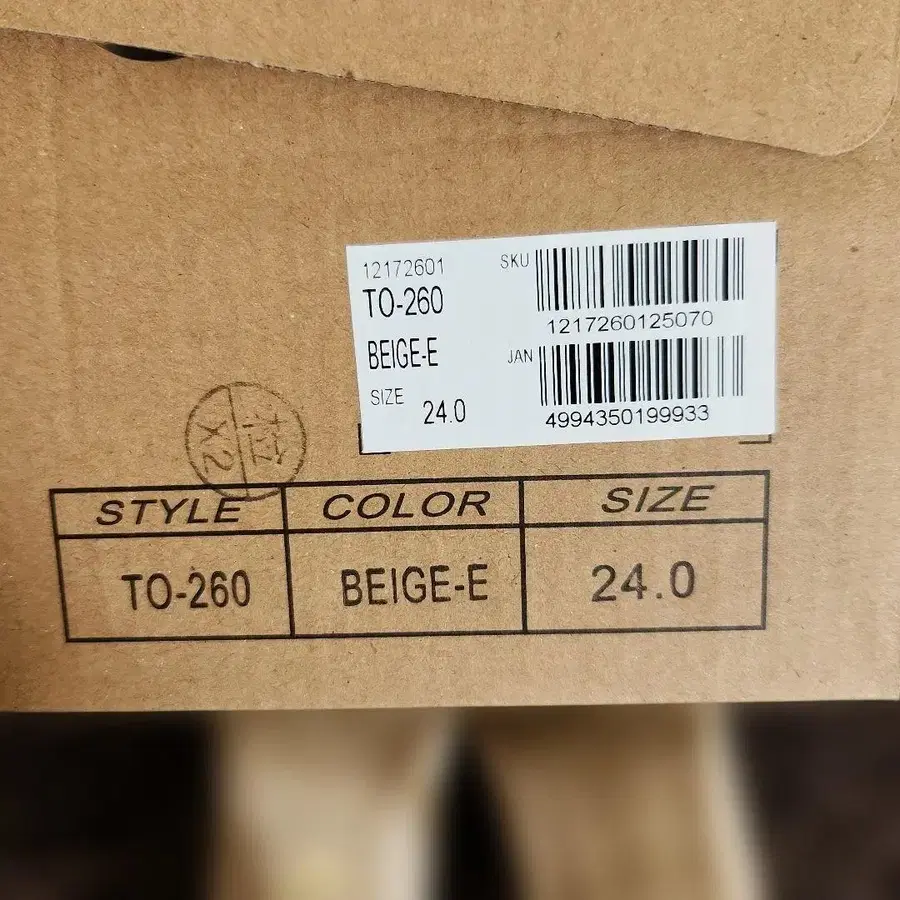 12172601
SKU
TO-260
1217260125070
BEIGE-E
JAN
SIZE 24.0
4994350199933
X2
STYLE COLOR SIZE
TO-260 BEIGE-E 24.0